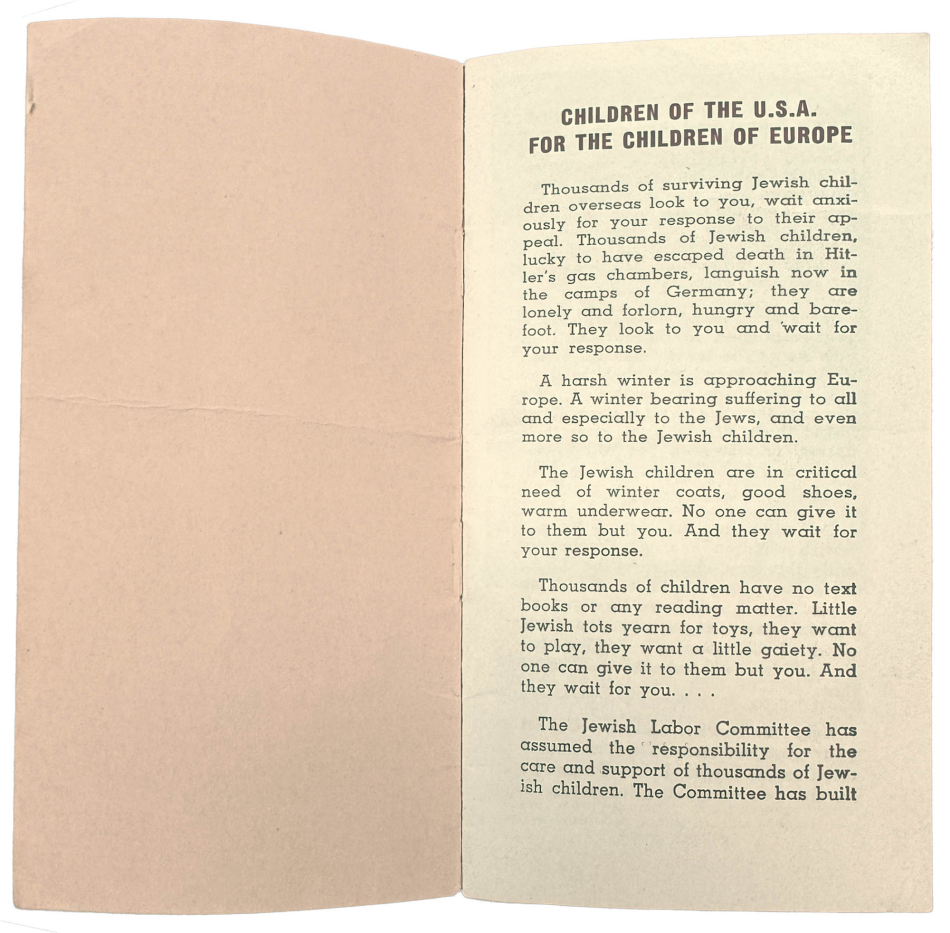 CHILDREN OF THE U.S.A.
FOR THE CHILDREN OF EUROPE
Thousands of surviving Jewish chil-
dren overseas look to you, wait anxi-
ously for your response to their ap-
peal. Thousands of Jewish children,
lucky to have escaped death in Hit-
ler's gas chambers, languish now in
the camps of Germany; they are
lonely and forlorn, hungry and bare-
foot. They look to you and wait for
your response.
A harsh winter is approaching Eu-
rope. A winter bearing suffering to all
and especially to the Jews, and even
more so to the Jewish children.
The Jewish children are in critical
need of winter coats, good shoes,
warm underwear. No one can give it
to them but you. And they wait for
your response.
Thousands of children have no text
books or any reading matter. Little
Jewish tots yearn for toys, they want
to play, they want a little gaiety. No
one can give it to them but you. And
they wait for you. . . .
The Jewish Labor Committee has
assumed the responsibility for the
care and support of thousands of Jew-
ish children. The Committee has built